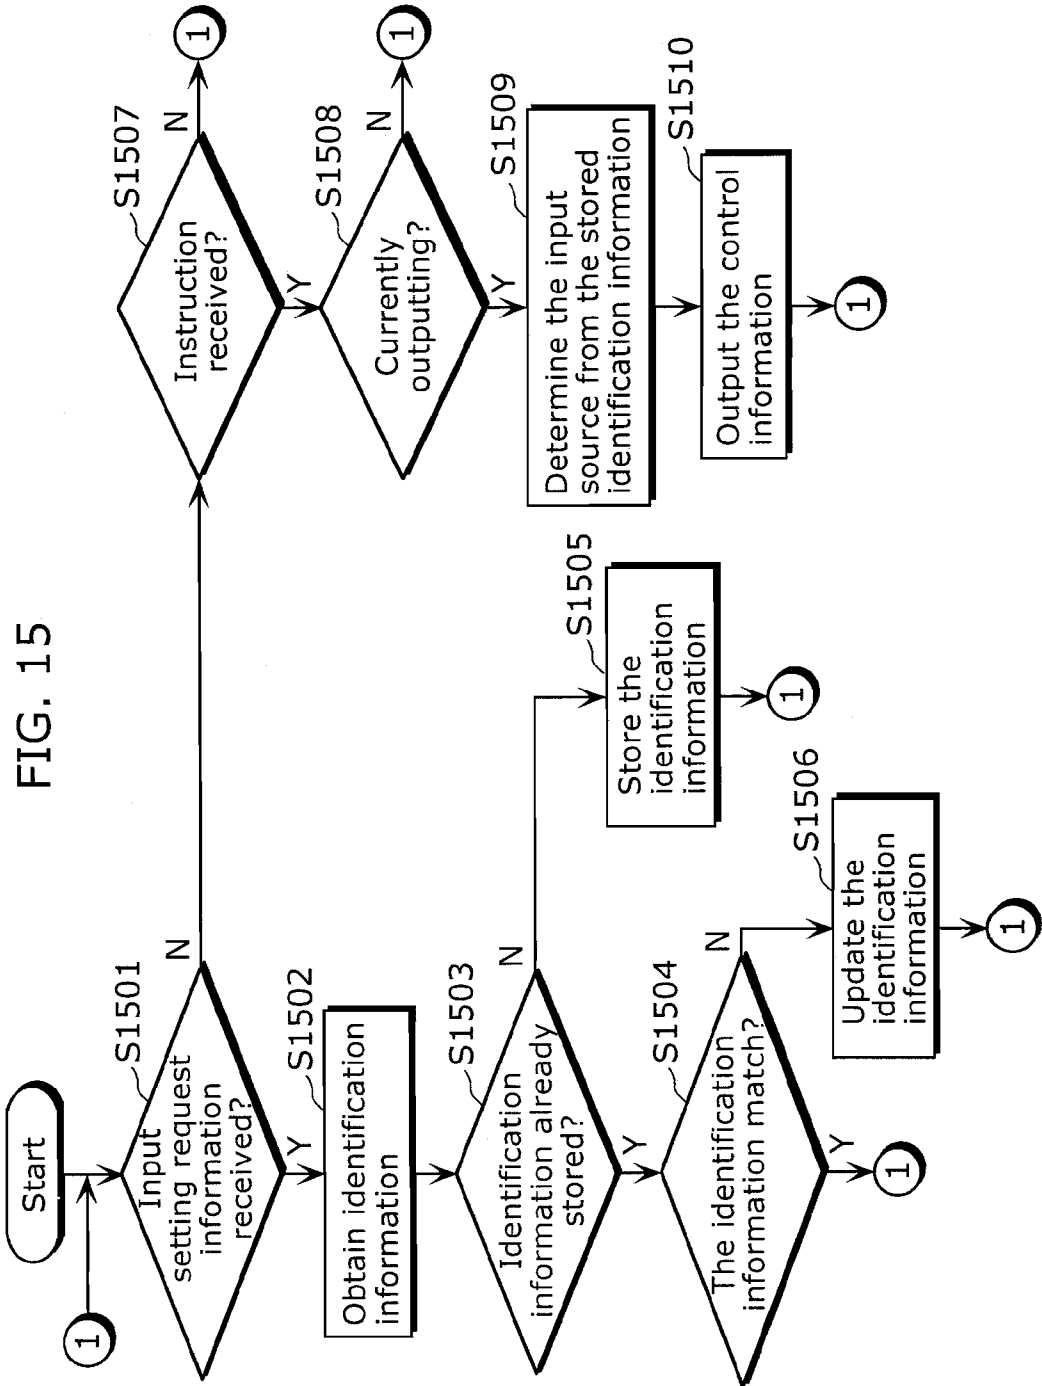 FIG. 15
Start
1
S1501
Input
setting request
information
received?
N
Y
S1502
Obtain identification
information
S1503
Identification
information already
stored?
N
Y
S1504
The identification
information match?
N
Y
1
S1505
Store the
identification
information
1
S1506
Update the
identification
information
1
S1507
Instruction
received?
N
1
Y
S1508
Currently
outputting?
N
1
Y
S1509
Determine the input
source from the stored
identification information
S1510
Output the control
information
1